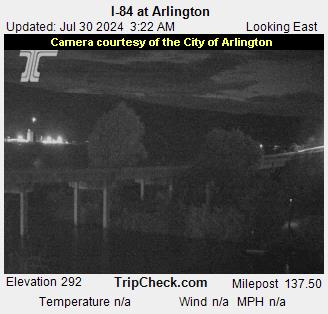 I-84 at Arlington
Updated: Jul 30 2024 3:22 AM Looking East
Camera courtesy of the City of Arlington
Elevation 292 TripCheck.com Milepost 137.50
Temperature n/a Wind n/a MPH n/a